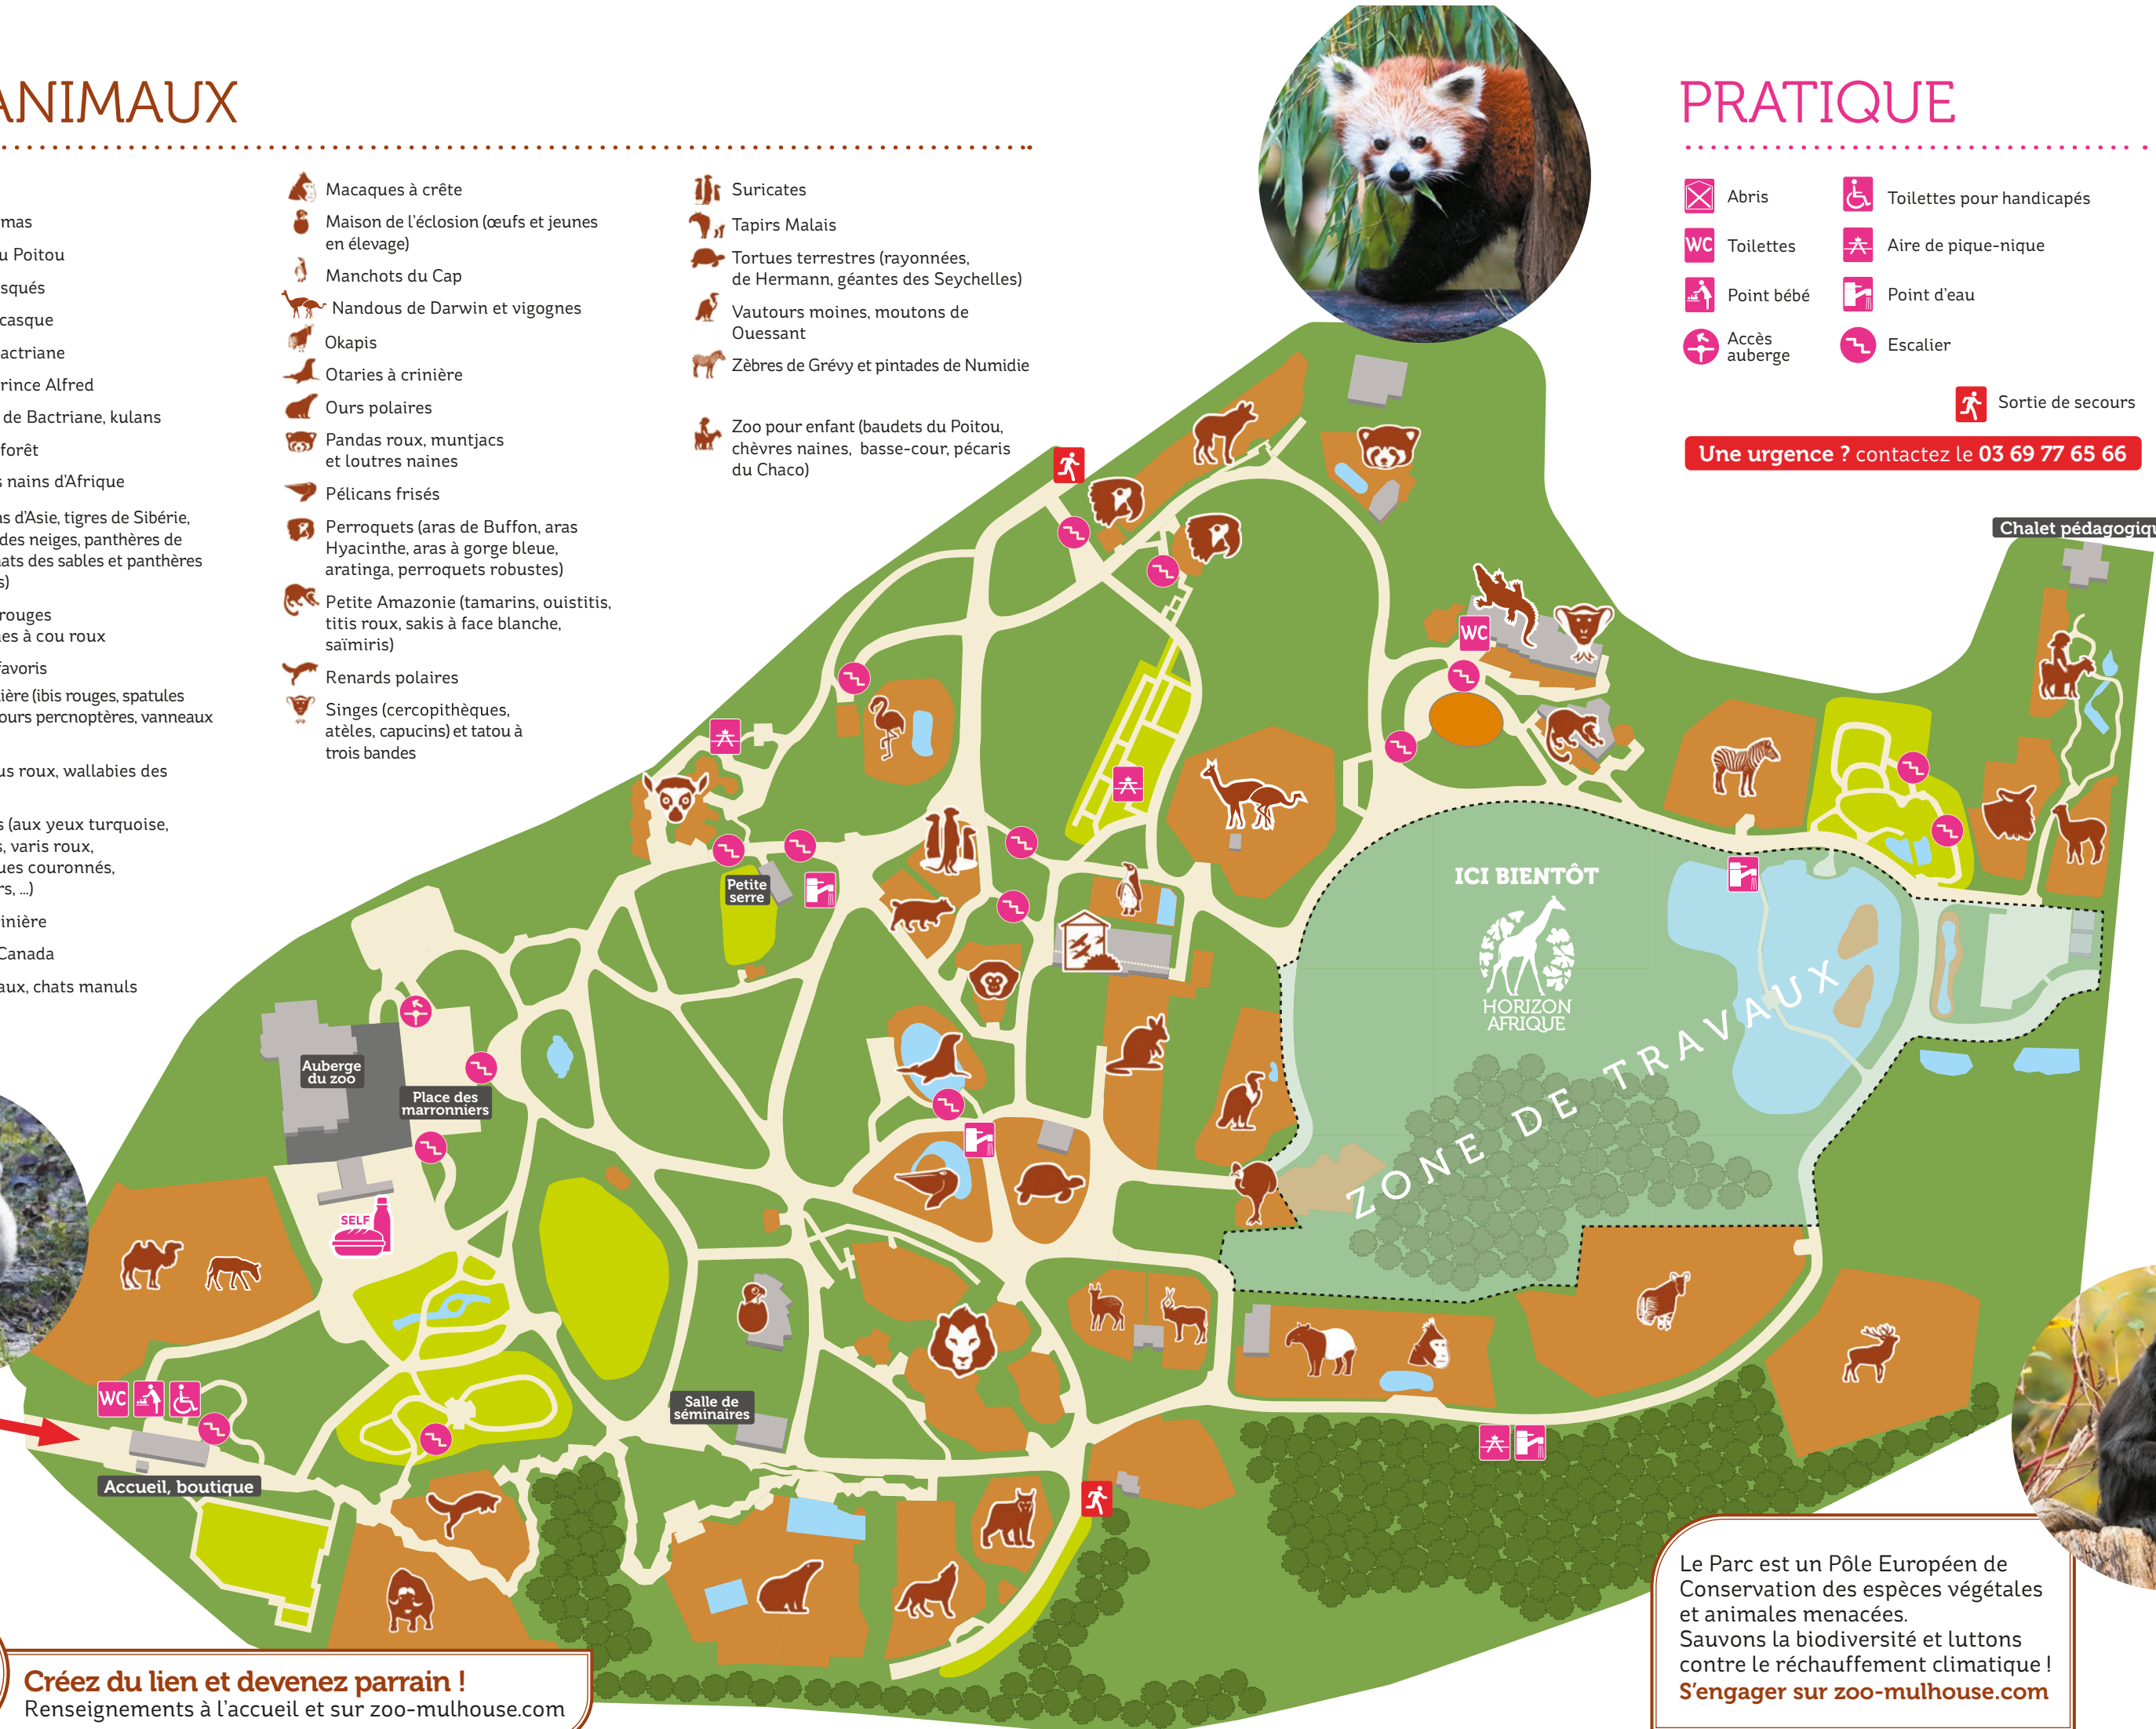 ANIMAUX
mas
u Poitou
squés
casque
actriane
rince Alfred
de Bactriane, kulans
forêt
s nains d'Afrique
as d'Asie, tigres de Sibérie,
des neiges, panthères de
ats des sables et panthères
s)
rouges
es à cou roux
favoris
ière (ibis rouges, spatules
ours percnoptères, vanneaux
us roux, wallabies des
s (aux yeux turquoise,
s, varis roux,
ues couronnés,
rs, ...)
inière
Canada
aux, chats manuls
Macaques à crête
Maison de l'éclosion (œufs et jeunes
en élevage)
Manchots du Cap
Nandous de Darwin et vigognes
Okapis
Otaries à crinière
Ours polaires
Pandas roux, muntjacs
et loutres naines
Pélicans frisés
Perroquets (aras de Buffon, aras
Hyacinthe, aras à gorge bleue,
aratinga, perroquets robustes)
Petite Amazonie (tamarins, ouistitis,
titis roux, sakis à face blanche,
saïmiris)
Renards polaires
Singes (cercopithèques,
atèles, capucins) et tatou à
trois bandes
Suricates
Tapirs Malais
Tortues terrestres (rayonnées,
de Hermann, géantes des Seychelles)
Vautours moines, moutons de
Ouessant
Zèbres de Grévy et pintades de Numidie
Zoo pour enfant (baudets du Poitou,
chèvres naines, basse-cour, pécaris
du Chaco)
PRATIQUE
Abris
WC Toilettes
Point bébé
Accès
auberge
Toilettes pour handicapés
Aire de pique-nique
Point d'eau
Escalier
Sortie de secours
Une urgence ? contactez le 03 69 77 65 66
Chalet pédagogiqu
WC
Petite
serre
ICI BIENTÔT
HORIZON
AFRIQUE
ZONE DE TRAVAUX
Auberge
du zoo
Place des
marronniers
SELF
WC
Salle de
séminaires
Accueil, boutique
Créez du lien et devenez parrain !
Renseignements à l'accueil et sur zoo-mulhouse.com
Le Parc est un Pôle Européen de
Conservation des espèces végétales
et animales menacées.
Sauvons la biodiversité et luttons
contre le réchauffement climatique !
S'engager sur zoo-mulhouse.com